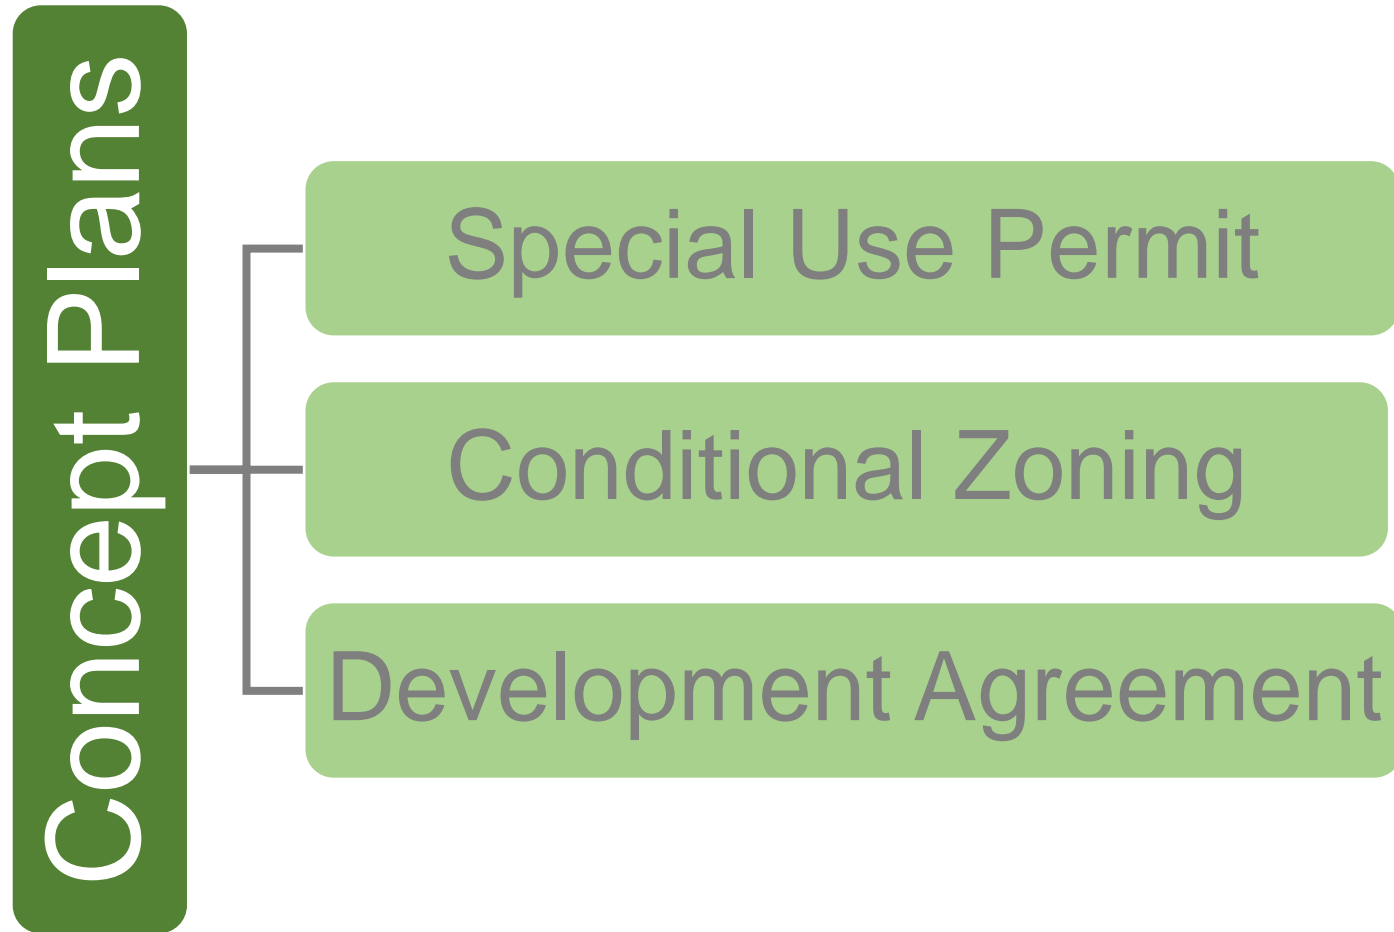 Concept Plans
Special Use Permit
Conditional Zoning
Development Agreement